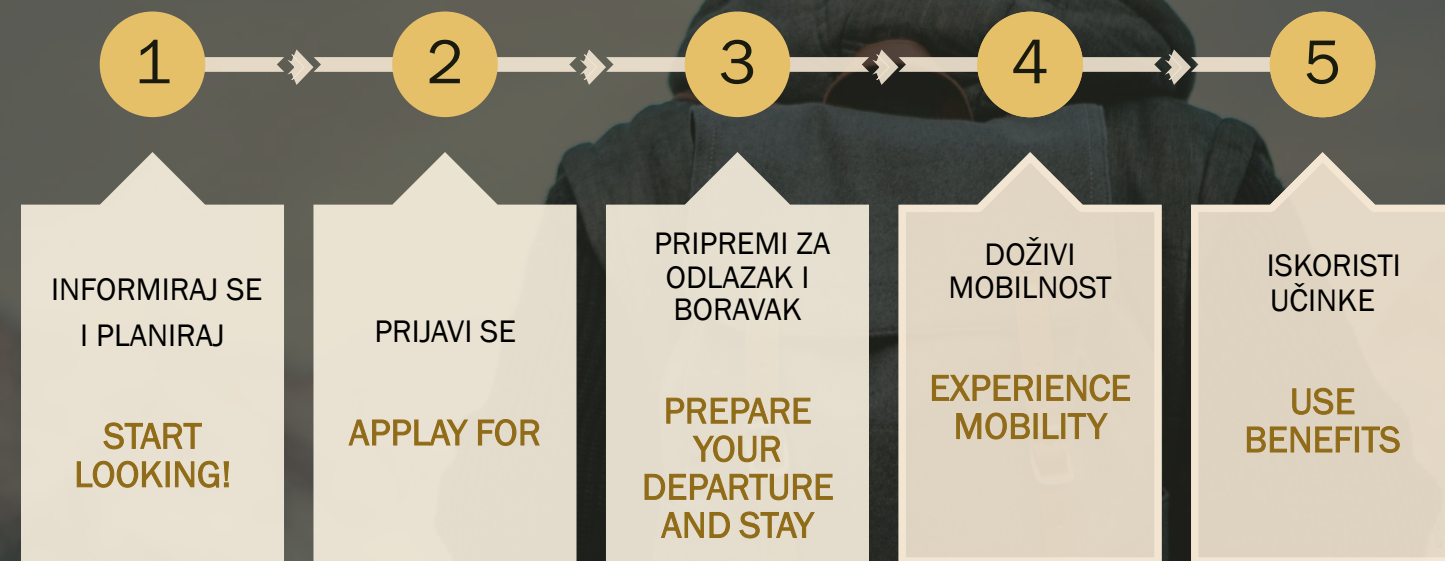 1
2
3
4
5
INFORMIRAJ SE
I PLANIRAJ
START
LOOKING!
PRIJAVI SE
APPLAY FOR
PRIPREMI ZA
ODLAZAK I
BORAVAK
PREPARE
YOUR
DEPARTURE
AND STAY
DOŽIVI
MOBILNOST
EXPERIENCE
MOBILITY
ISKORISTI
UČINKE
USE
BENEFITS